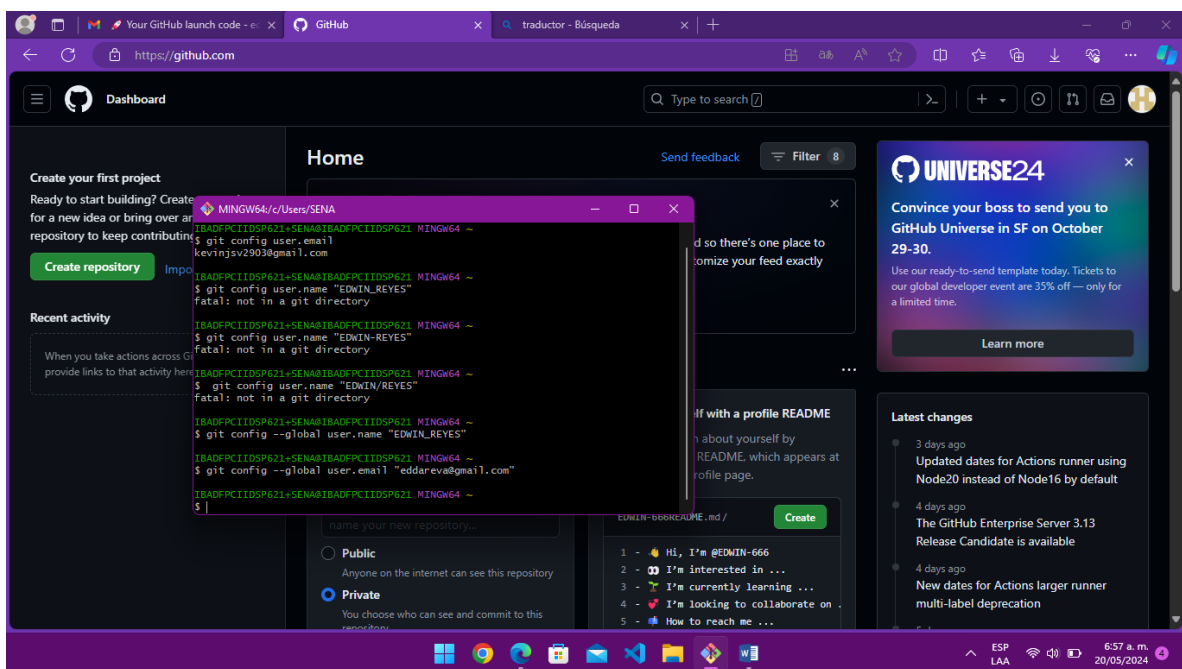 Your GitHub launch code - ec
GitHub
traductor - Búsqueda
https://github.com
Dashboard
Type to search /
Create your first project
Ready to start building? Create
for a new idea or bring over an
repository to keep contributing
Create repository
Impo
Recent activity
When you take actions across Gi
provide links to that activity here
Home
Send feedback
Filter 8
d so there's one place to
tomize your feed exactly
MINGW64:/c/Users/SENA
IBADFPCIIDSP621+SENA@IBADFPCIIDSP621 MINGW64 ~
$ git config user.email
kevinjsv2903@gmail.com
IBADFPCIIDSP621+SENA@IBADFPCIIDSP621 MINGW64 ~
$ git config user.name "EDWIN_REYES"
fatal: not in a git directory
IBADFPCIIDSP621+SENA@IBADFPCIIDSP621 MINGW64 ~
$ git config user.name "EDWIN-REYES"
fatal: not in a git directory
IBADFPCIIDSP621+SENA@IBADFPCIIDSP621 MINGW64 ~
$  git config user.name "EDWIN/REYES"
fatal: not in a git directory
IBADFPCIIDSP621+SENA@IBADFPCIIDSP621 MINGW64 ~
$ git config --global user.name "EDWIN_REYES"
IBADFPCIIDSP621+SENA@IBADFPCIIDSP621 MINGW64 ~
$ git config --global user.email "eddareva@gmail.com"
IBADFPCIIDSP621+SENA@IBADFPCIIDSP621 MINGW64 ~
$
name your new repository...
Public
Anyone on the internet can see this repository
Private
You choose who can see and commit to this
repository
lf with a profile README
n about yourself by
README, which appears at
rofile page.
EDWIN-666README.md /
Create
1 - 👋 Hi, I'm @EDWIN-666
2 - 👀 I'm interested in ...
3 - 🌱 I'm currently learning ...
4 - 💞️ I'm looking to collaborate on .
5 - 📫 How to reach me ...
UNIVERSE24
Convince your boss to send you to
GitHub Universe in SF on October
29-30.
Use our ready-to-send template today. Tickets to
our global developer event are 35% off — only for
a limited time.
Learn more
Latest changes
3 days ago
Updated dates for Actions runner using
Node20 instead of Node16 by default
4 days ago
The GitHub Enterprise Server 3.13
Release Candidate is available
4 days ago
New dates for Actions larger runner
multi-label deprecation
ESP
LAA
6:57 a. m.
20/05/2024
4